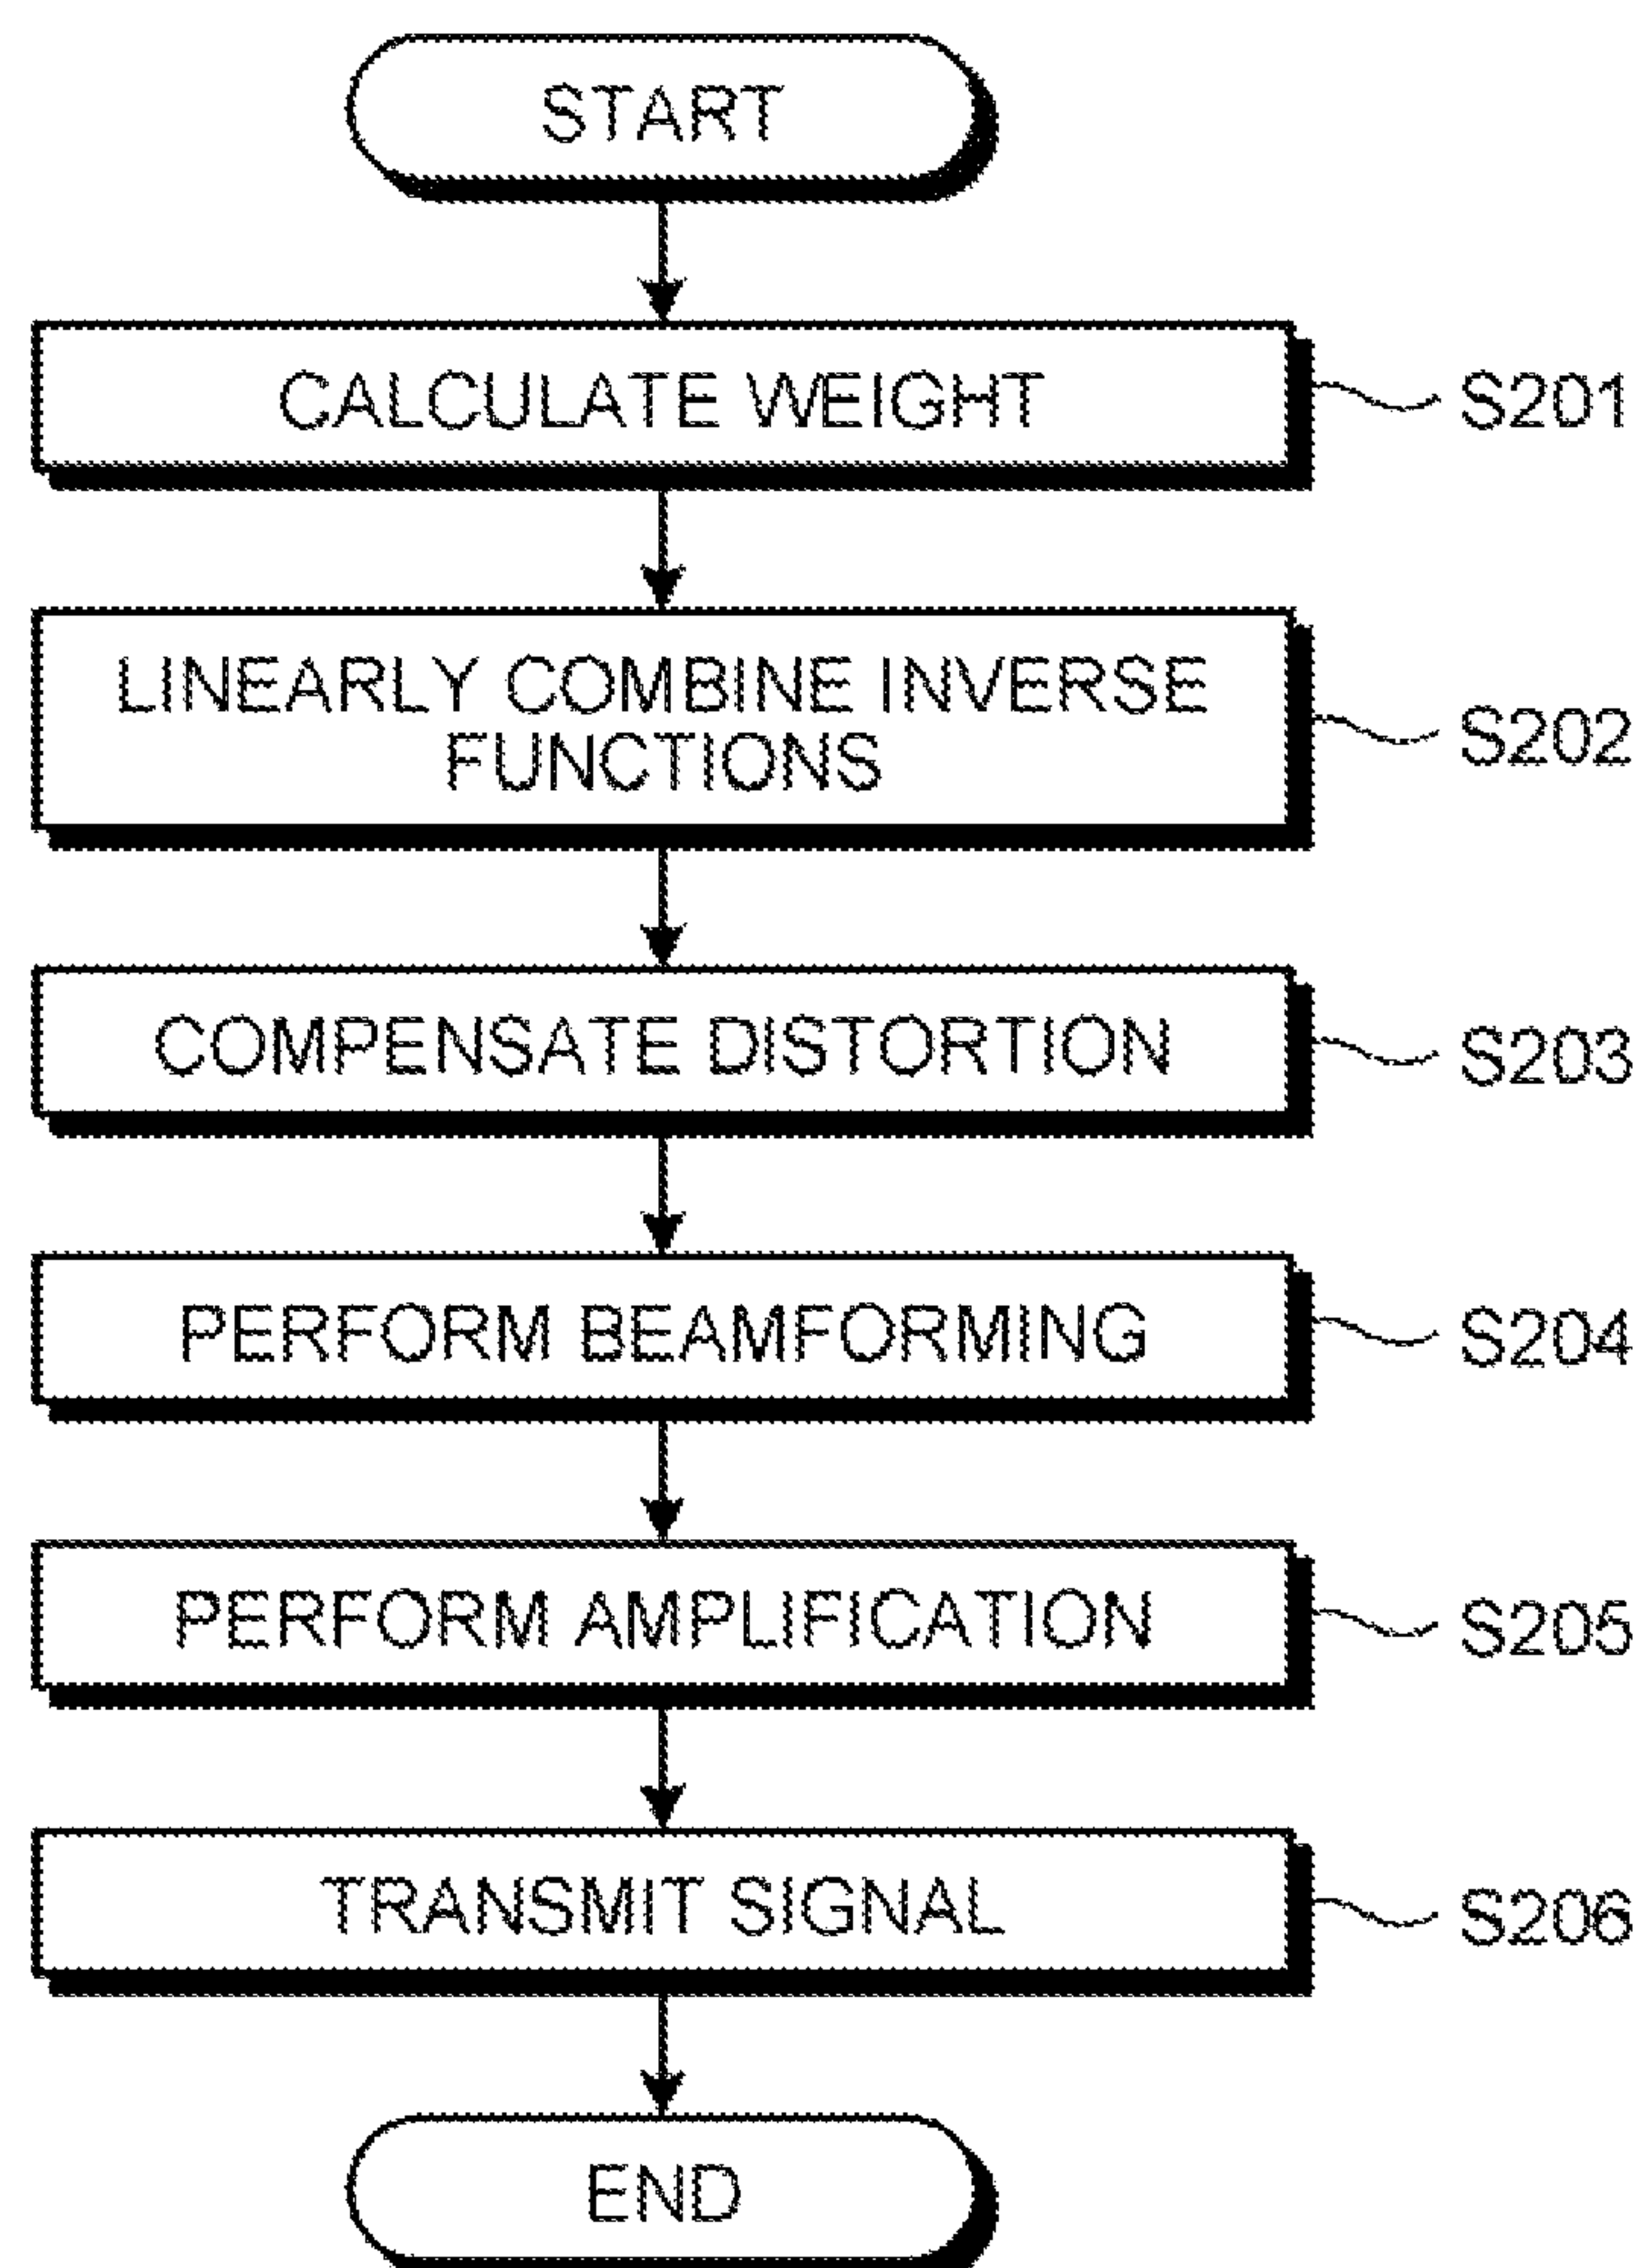 START
CALCULATE WEIGHT
S201
LINEARLY COMBINE INVERSE
FUNCTIONS
S202
COMPENSATE DISTORTION
S203
PERFORM BEAMFORMING
S204
PERFORM AMPLIFICATION
S205
TRANSMIT SIGNAL
S206
END